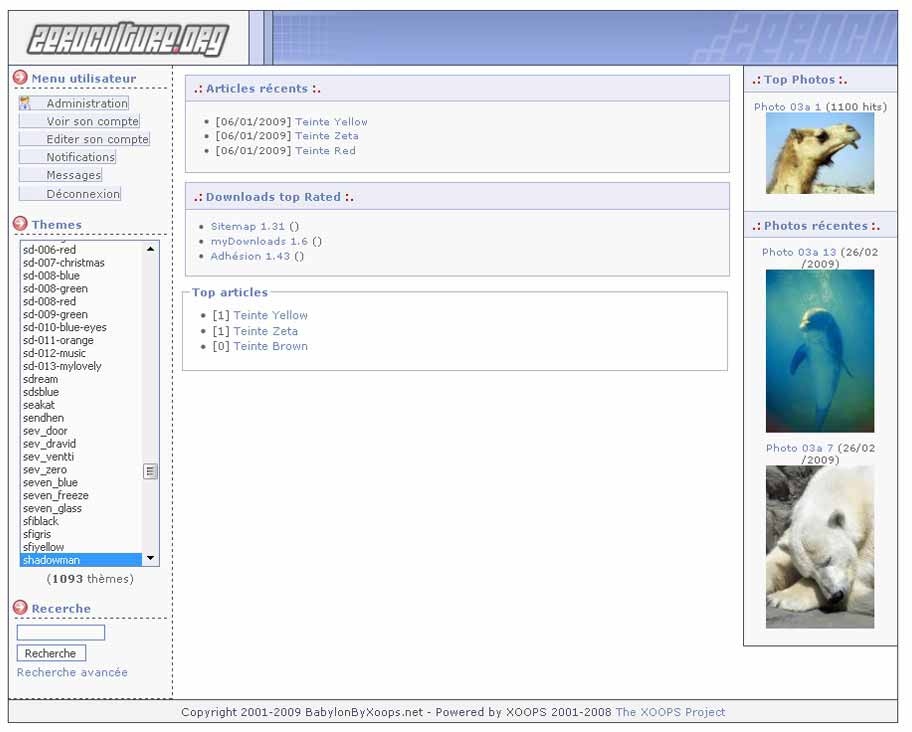 zeroculture.org
zerocul
Menu utilisateur
Administration
Voir son compte
Editer son compte
Notifications
Messages
Déconnexion
Themes
sd-006-red
sd-007-christmas
sd-008-blue
sd-008-green
sd-008-red
sd-009-green
sd-010-blue-eyes
sd-011-orange
sd-012-music
sd-013-mylovely
sdream
sdsblue
seakat
sendhen
sev_door
sev_dravid
sev_ventti
sev_zero
seven_blue
seven_freeze
seven_glass
sfiblack
sfigris
sfiyellow
shadowman
(1093 thèmes)
Recerche
Recherche
Recherche avancée
.: Articles récents :.
[06/01/2009] Teinte Yellow
[06/01/2009] Teinte Zeta
[06/01/2009] Teinte Red
.: Downloads top Rated :.
Sitemap 1.31 ()
myDownloads 1.6 ()
Adhésion 1.43 ()
Top articles
[1] Teinte Yellow
[1] Teinte Zeta
[0] Teinte Brown
.: Top Photos :.
Photo 03a 1 (1100 hits)
.: Photos récentes :.
Photo 03a 13 (26/02
/2009)
Photo 03a 7 (26/02
/2009)
Copyright 2001-2009 BabylonByXoops.net - Powered by XOOPS 2001-2008 The XOOPS Project